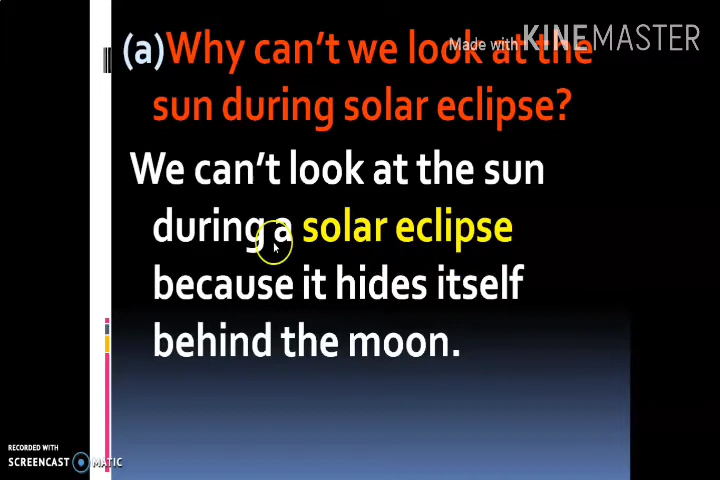 Made with KINEMASTER
(a)Why can't we look at the
sun during solar eclipse?
We can't look at the sun
during a solar eclipse
because it hides itself
behind the moon.
RECORDED WITH
SCREENCAST MATIC